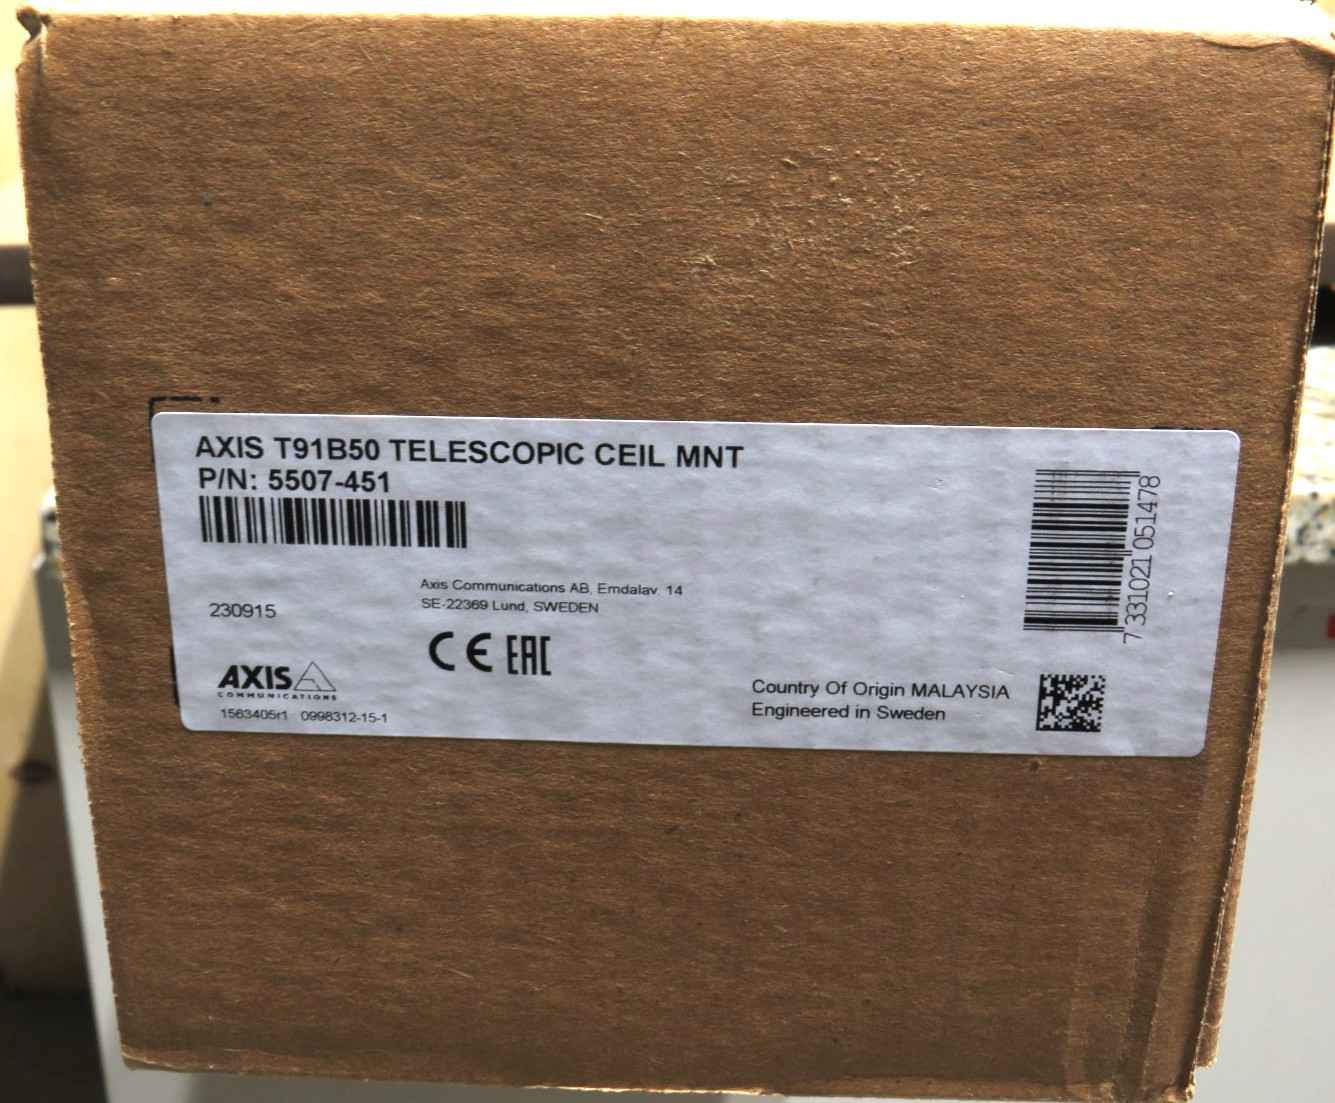 AXIS T91B50 TELESCOPIC CEIL MNT
P/N: 5507-451
7 331021 051478
Axis Communications AB, Emdalav. 14
SE-22369 Lund, SWEDEN
230915
CE EAC
AXIS
COMMUNICATIONS
1563405r1 0998312-15-1
Country Of Origin MALAYSIA
Engineered in Sweden